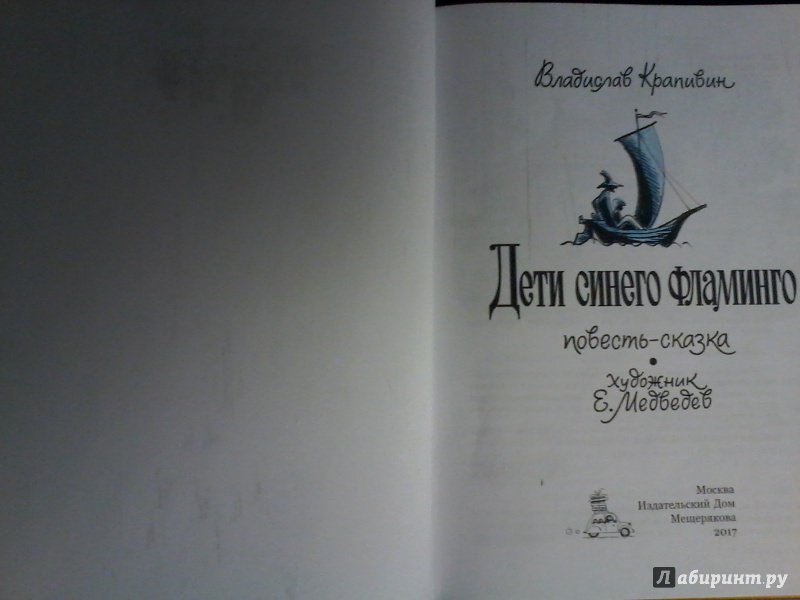 Владислав Крапивин
Дети синего фламинго
повесть-сказка
художник
Е. Медведев
Москва
Издательский Дом
Мещерякова
2017
Лабиринт.ру